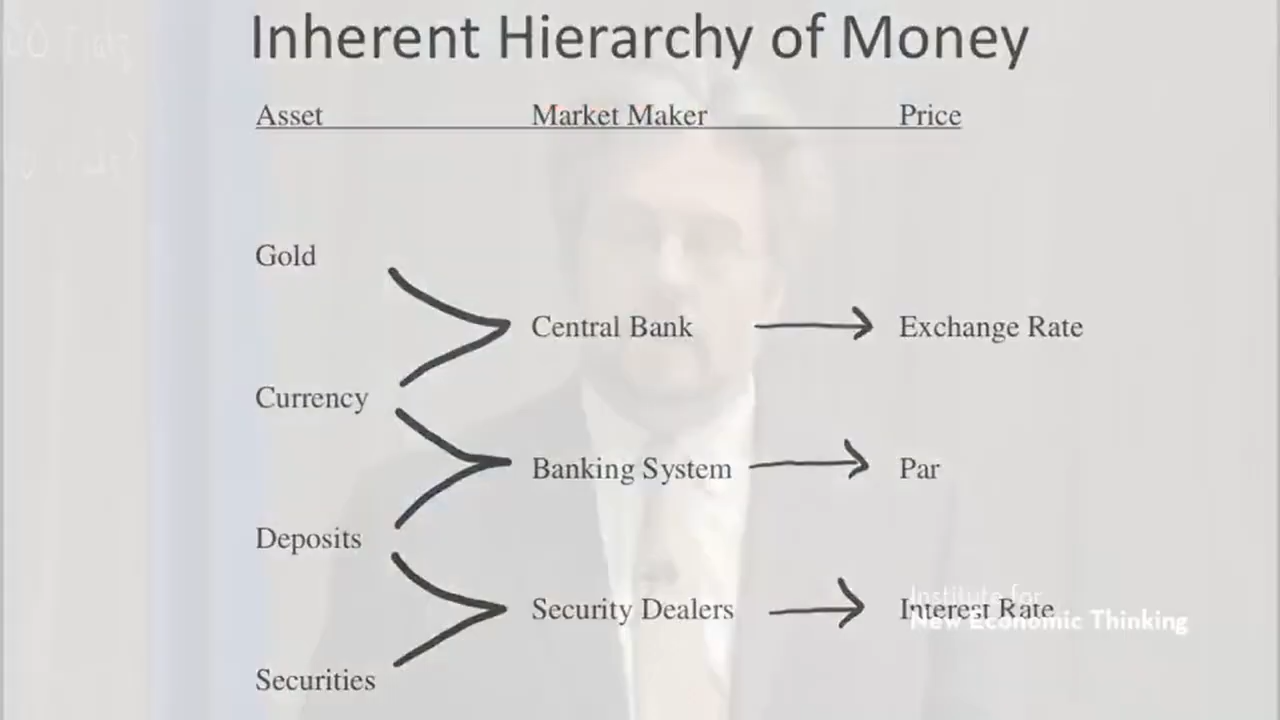 Inherent Hierarchy of Money
Asset Market Maker Price
Gold
Central Bank Exchange Rate
Currency
Banking System Par
Deposits
Institute for
Security Dealers Interest Rate
New Economic Thinking
Securities